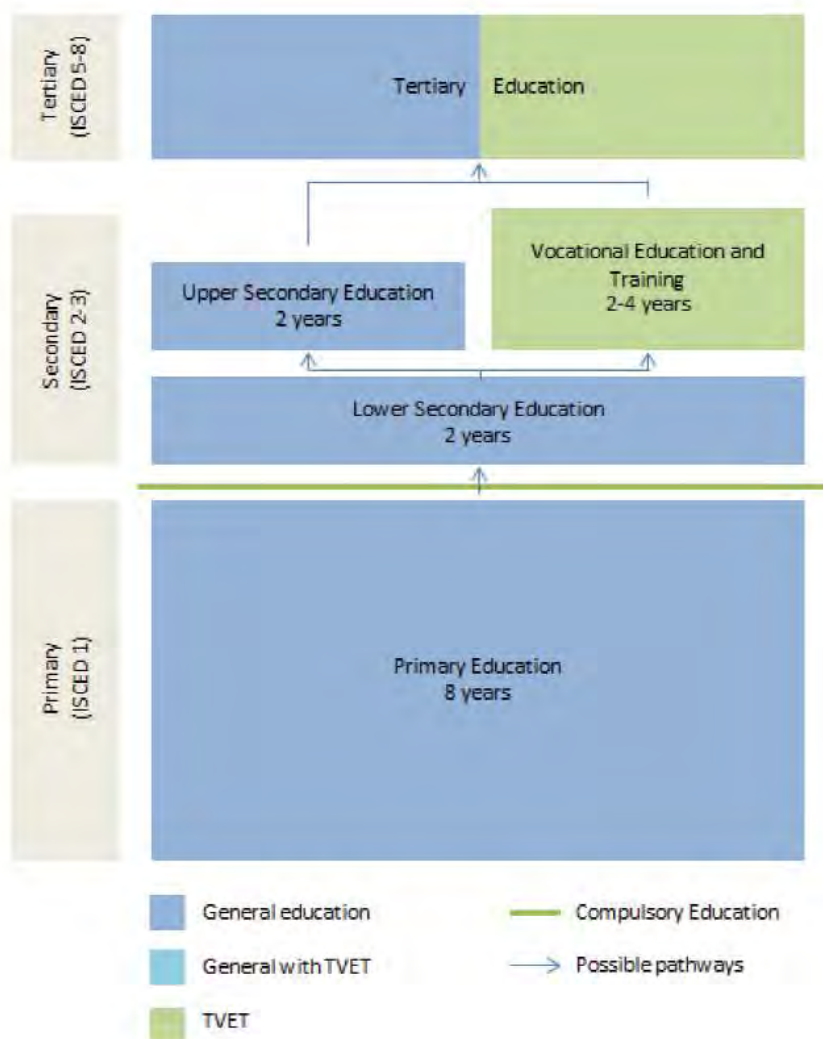 Tertiary
(ISCED 5-8)
Tertiary Education
Secondary
(ISCED 2-3)
Upper Secondary Education
2 years
Vocational Education and
Training
2-4 years
Lower Secondary Education
2 years
Primary
(ISCED 1)
Primary Education
8 years
General education
Compulsory Education
General with TVET
Possible pathways
TVET